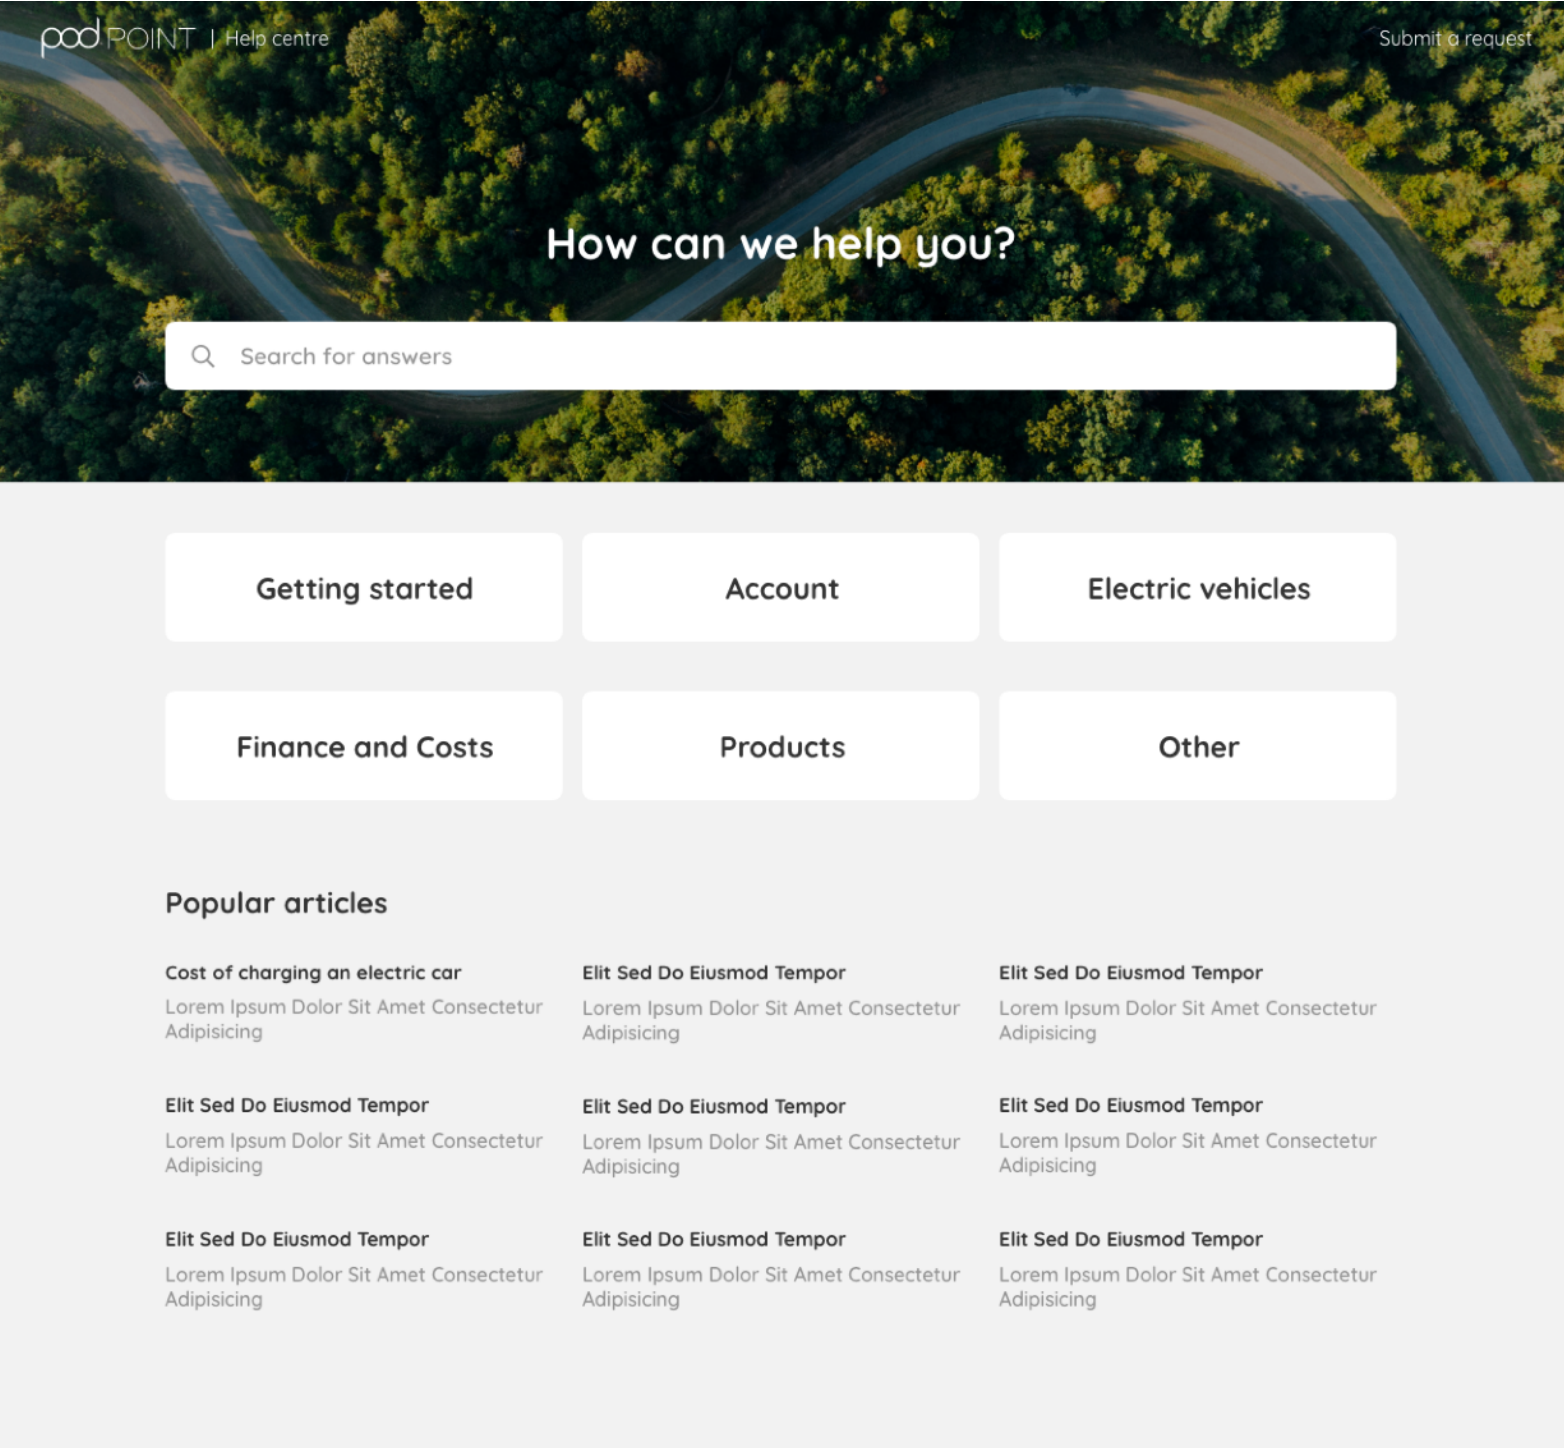 pod POINT | Help centre
Submit a request
How can we help you?
Search for answers
Getting started
Account
Electric vehicles
Finance and Costs
Products
Other
Popular articles
Cost of charging an electric car
Lorem Ipsum Dolor Sit Amet Consectetur
Adipisicing
Elit Sed Do Eiusmod Tempor
Lorem Ipsum Dolor Sit Amet Consectetur
Adipisicing
Elit Sed Do Eiusmod Tempor
Lorem Ipsum Dolor Sit Amet Consectetur
Adipisicing
Elit Sed Do Eiusmod Tempor
Lorem Ipsum Dolor Sit Amet Consectetur
Adipisicing
Elit Sed Do Eiusmod Tempor
Lorem Ipsum Dolor Sit Amet Consectetur
Adipisicing
Elit Sed Do Eiusmod Tempor
Lorem Ipsum Dolor Sit Amet Consectetur
Adipisicing
Elit Sed Do Eiusmod Tempor
Lorem Ipsum Dolor Sit Amet Consectetur
Adipisicing
Elit Sed Do Eiusmod Tempor
Lorem Ipsum Dolor Sit Amet Consectetur
Adipisicing
Elit Sed Do Eiusmod Tempor
Lorem Ipsum Dolor Sit Amet Consectetur
Adipisicing